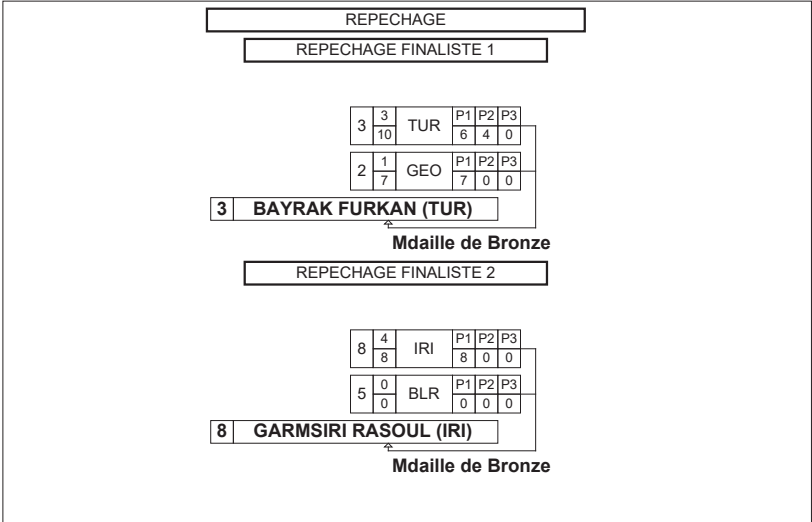 REPECHAGE
REPECHAGE FINALISTE 1
3 3 TUR P1 P2 P3
10 6 4 0
2 1 GEO P1 P2 P3
7 7 0 0
3 BAYRAK FURKAN (TUR)
Mdaille de Bronze
REPECHAGE FINALISTE 2
8 4 IRI P1 P2 P3
8 8 0 0
5 0 BLR P1 P2 P3
0 0 0 0
8 GARMSIRI RASOUL (IRI)
Mdaille de Bronze